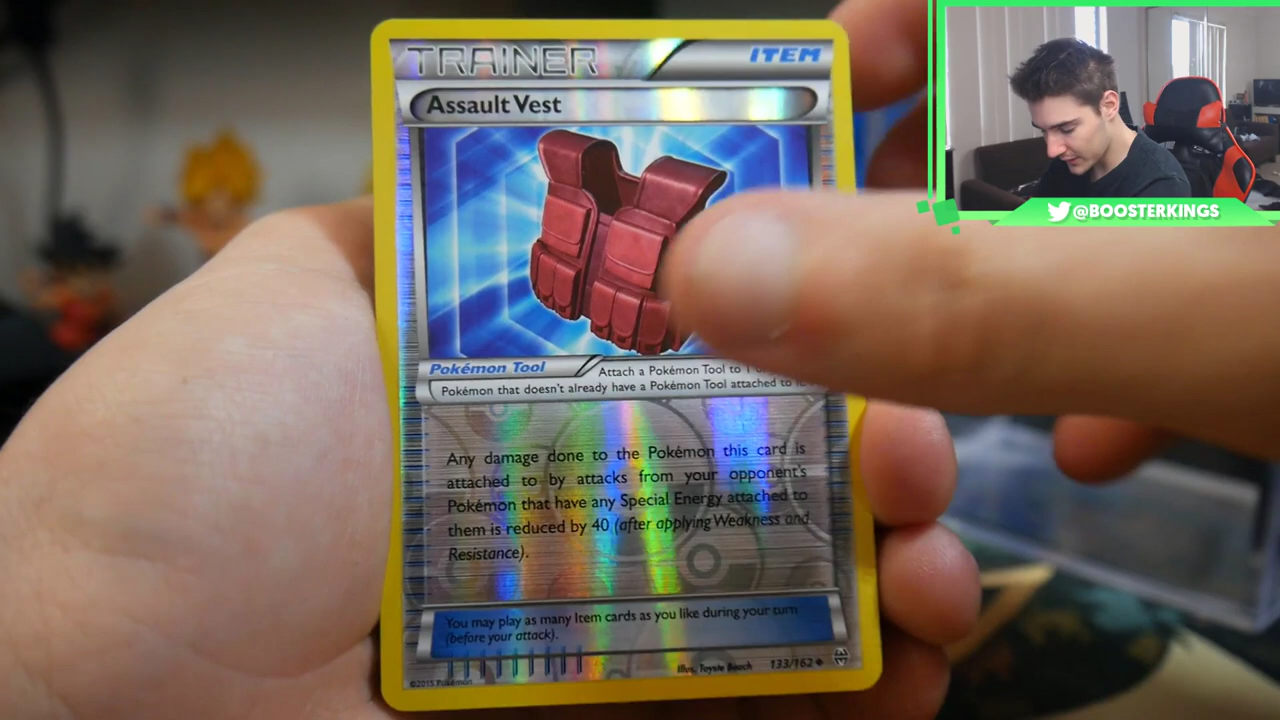 TRAINER
ITEM
Assault Vest
@BOOSTERKINGS
Pokémon Tool
Attach a Pokémon Tool to 1
Pokémon that doesn't already have a Pokémon Tool attached to
Any damage done to the Pokémon this card is
attached to by attacks from your opponent's
Pokémon that have any Special Energy attached to
them is reduced by 40 (after applying Weakness and
Resistance).
You may play as many Item cards as you like during your turn
(before your attack).
Illus. Toyste Beach
133/162
©2015 Pokémon